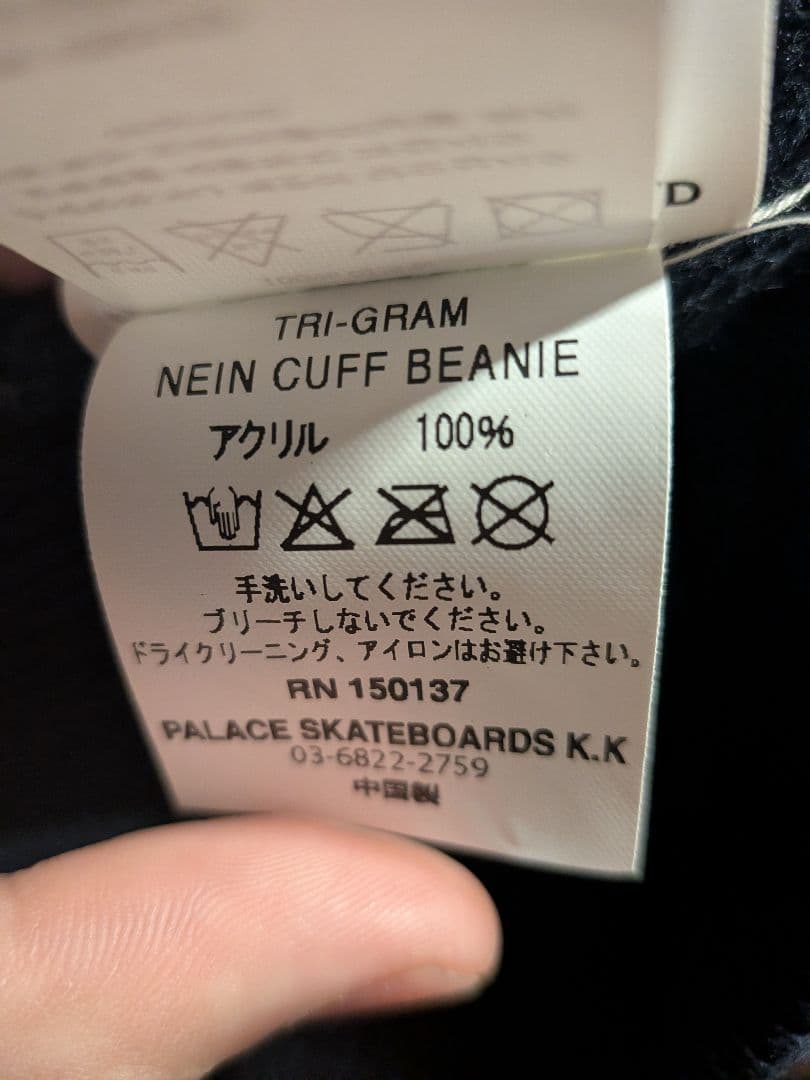 D
TRI-GRAM
NEIN CUFF BEANIE
アクリル 100%
手洗いしてください。
ブリーチしないでください。
ドライクリーニング、アイロンはお避け下さい。
RN 150137
PALACE SKATEBOARDS K.K
03-6822-2759
中国製